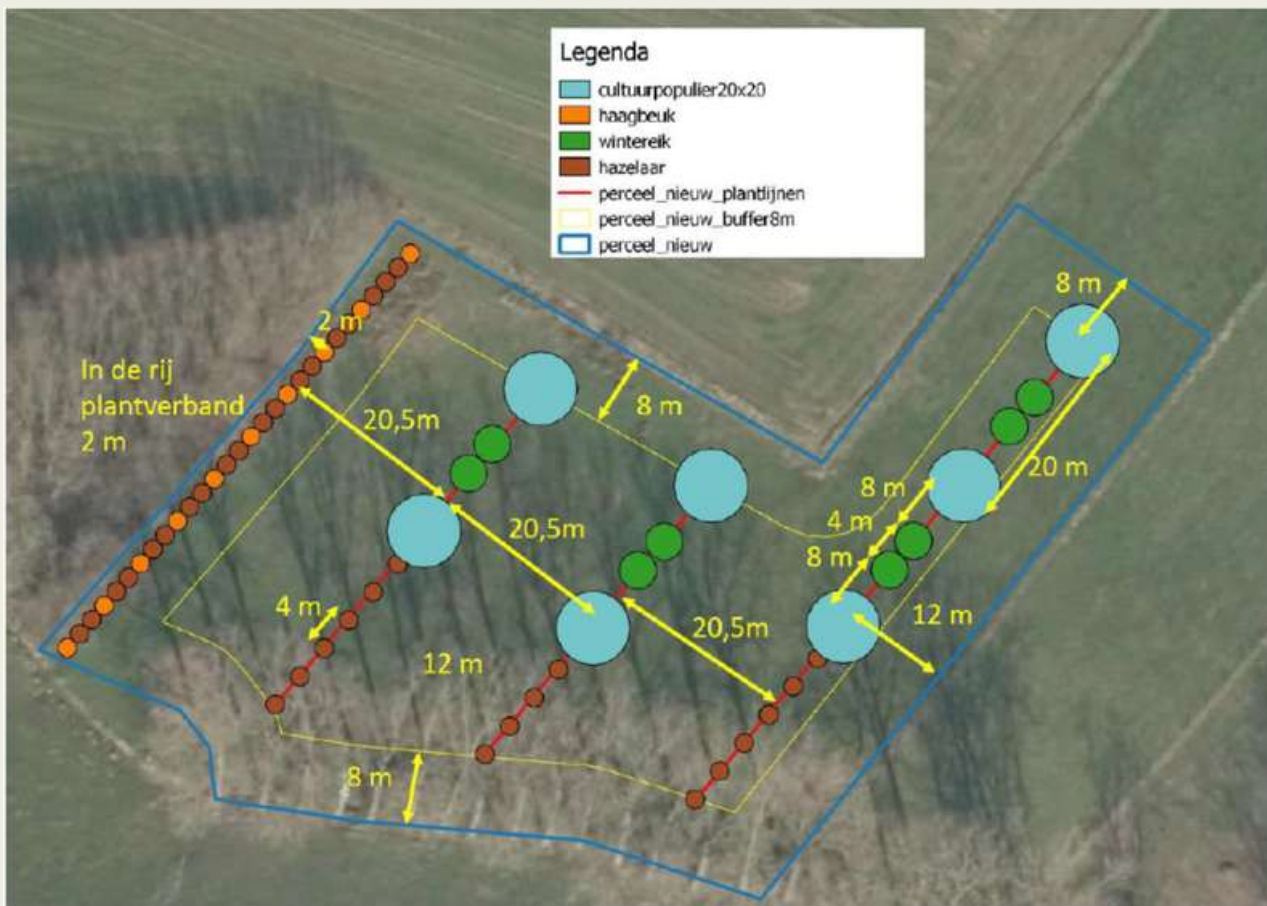 Legenda
cultuurpopulier20x20
haagbeuk
wintereik
hazelaar
perceel_nieuw_plantlijnen
perceel_nieuw_buffer8m
perceel_nieuw
8 m
2 m
In de rij
plantverband
2 m
8 m
20,5m
20 m
8 m
4 m
20,5m
8 m
4 m
12 m
20,5m
12 m
8 m